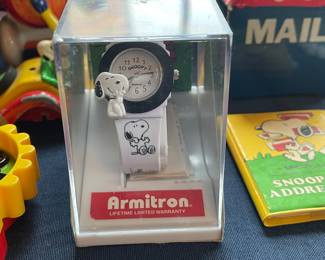 MAIL
SNOOPY
Armitron
LIFETIME LIMITED WARRANTY
SNOOP
ADDRE